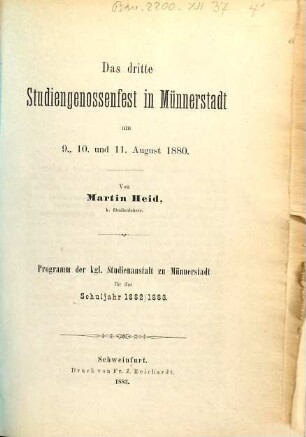 Bav. 2200. XII 37 4°
Das dritte
Studiengenossenfest in Münnerstadt
am
9., 10. und 11. August 1880.
Von
Martin Heid,
k. Studienlehrer.
Programm der kgl. Studienanstalt zu Münnerstadt
für das
Schuljahr 1882/1883.
Schweinfurt.
Druck von Fr. J. Reichardt.
1883.